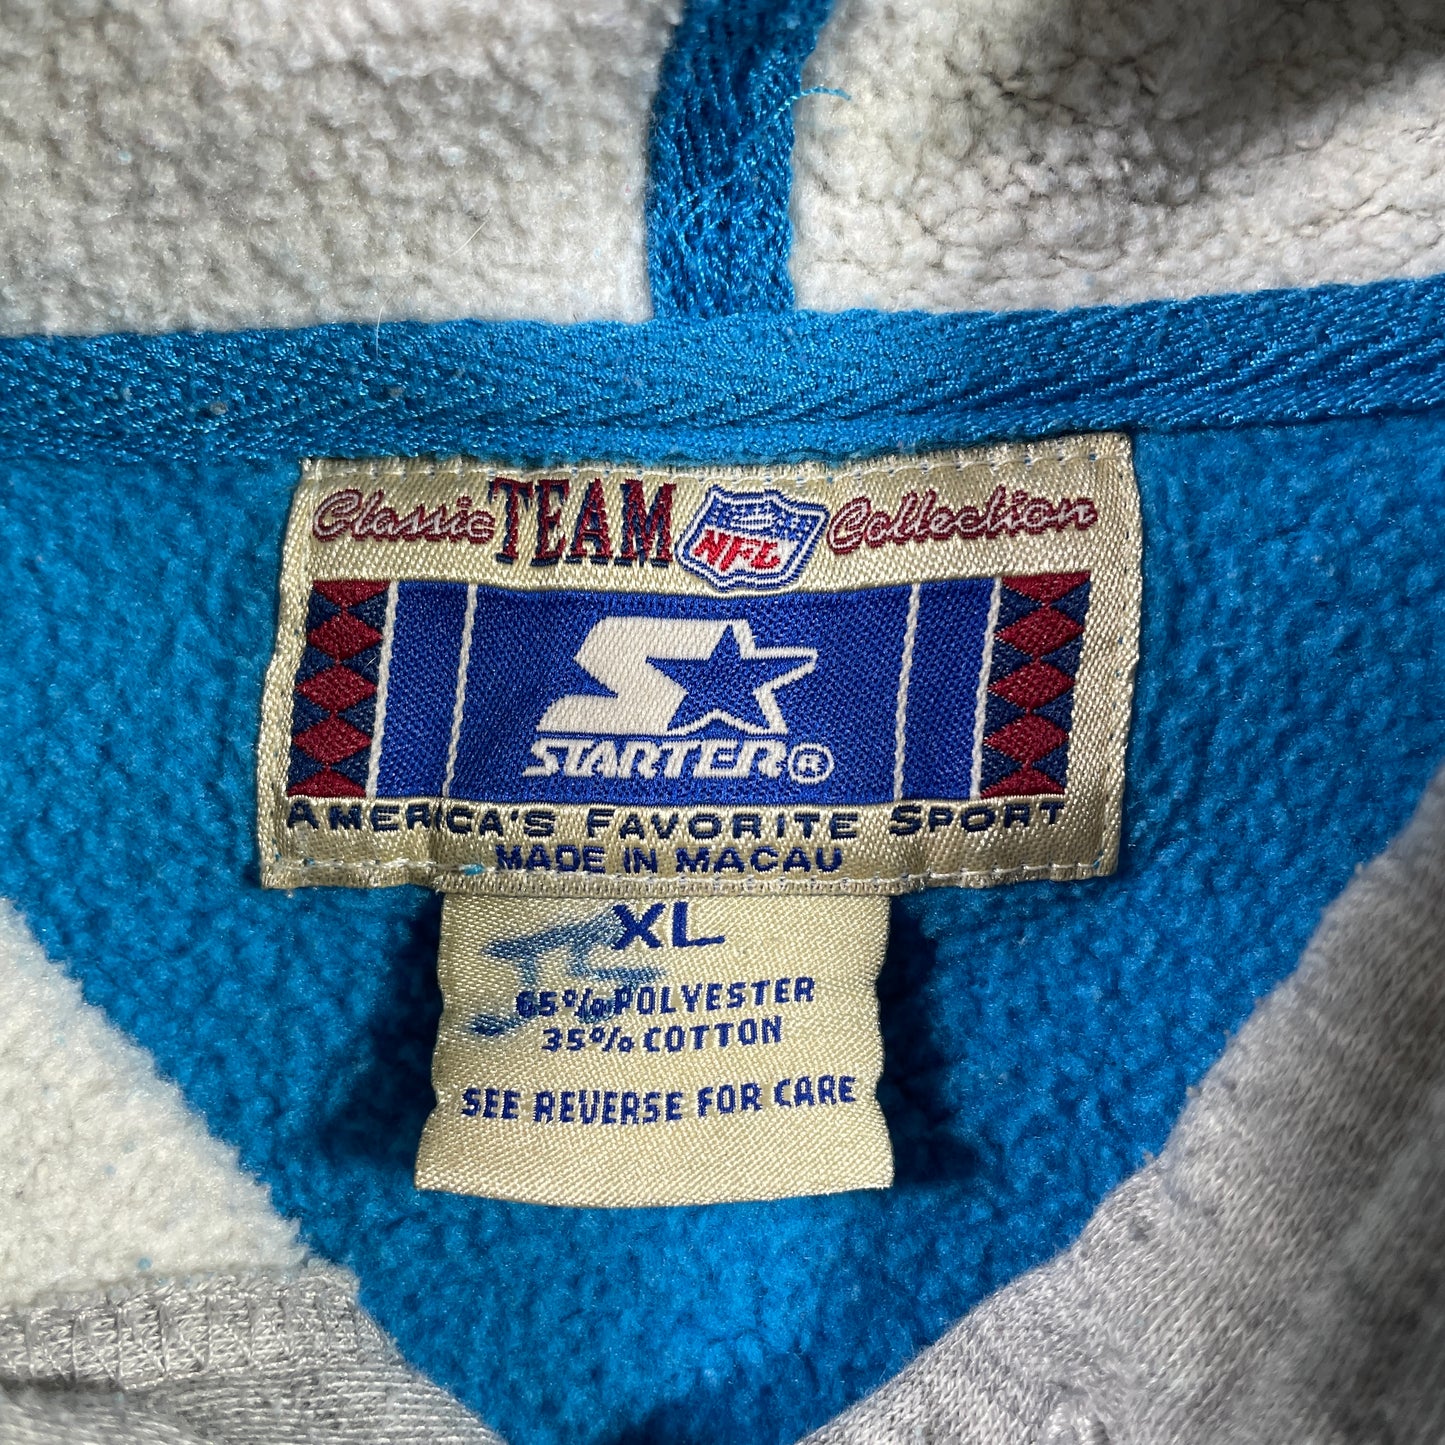 Classic TEAM NFL Collection
STARTER®
AMERICA'S FAVORITE SPORT
MADE IN MACAU
XL
65% POLYESTER
35% COTTON
SEE REVERSE FOR CARE